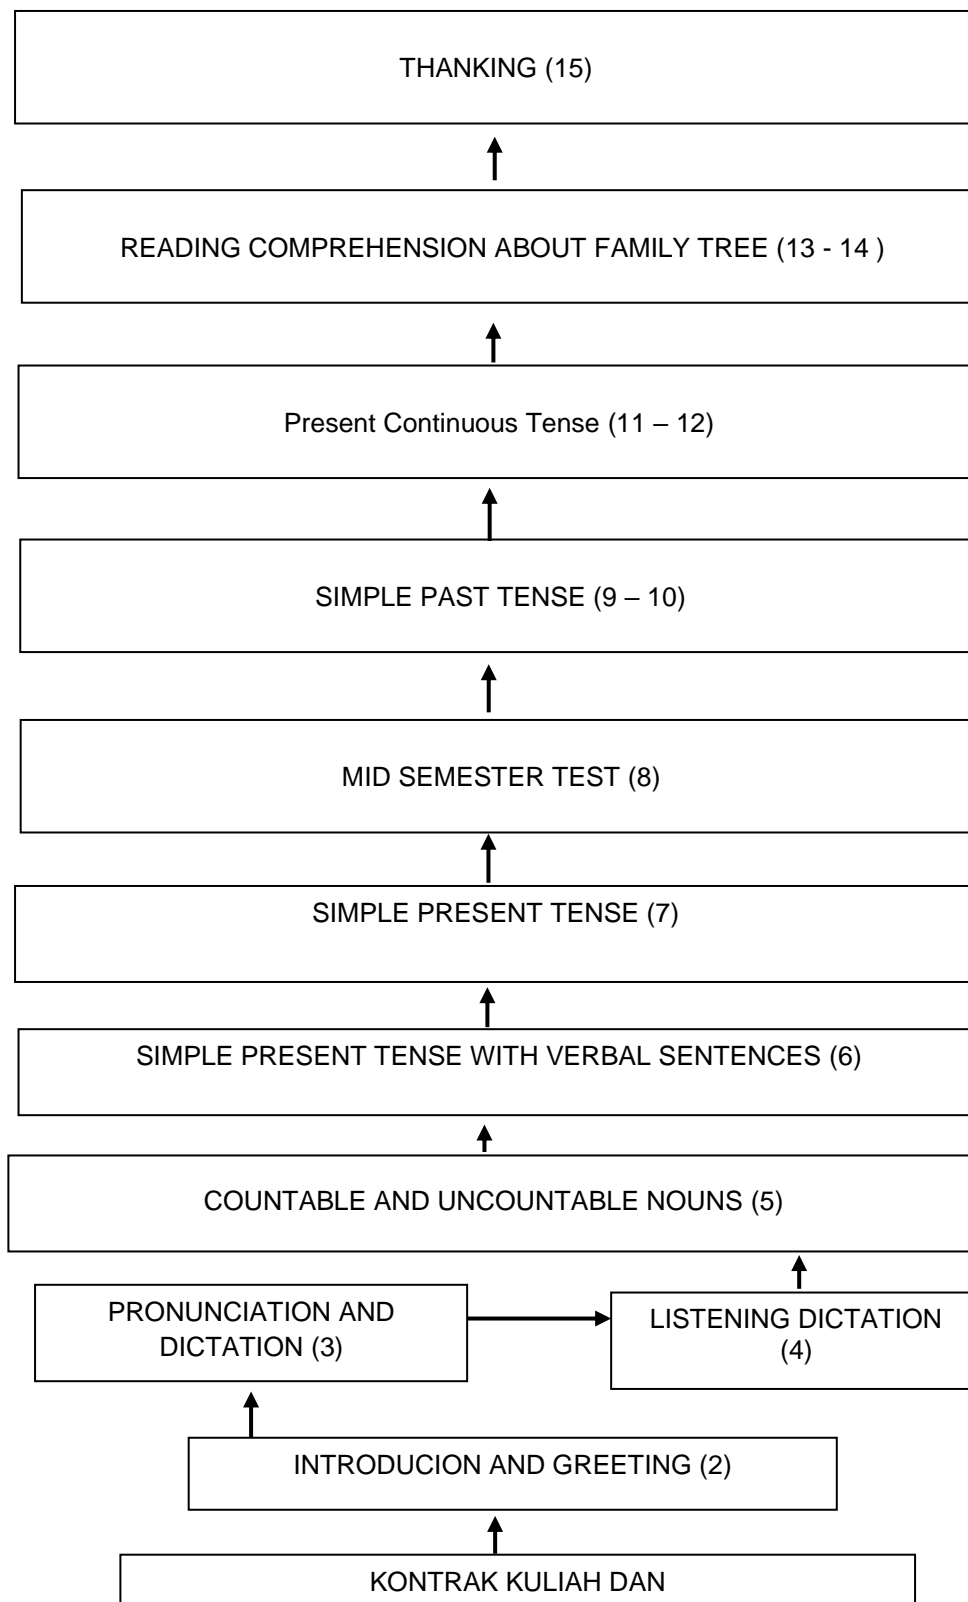 THANKING (15)
READING COMPREHENSION ABOUT FAMILY TREE (13 - 14 )
Present Continuous Tense (11 – 12)
SIMPLE PAST TENSE (9 – 10)
MID SEMESTER TEST (8)
SIMPLE PRESENT TENSE (7)
SIMPLE PRESENT TENSE WITH VERBAL SENTENCES (6)
COUNTABLE AND UNCOUNTABLE NOUNS (5)
PRONUNCIATION AND
DICTATION (3)
LISTENING DICTATION
(4)
INTRODUCION AND GREETING (2)
KONTRAK KULIAH DAN